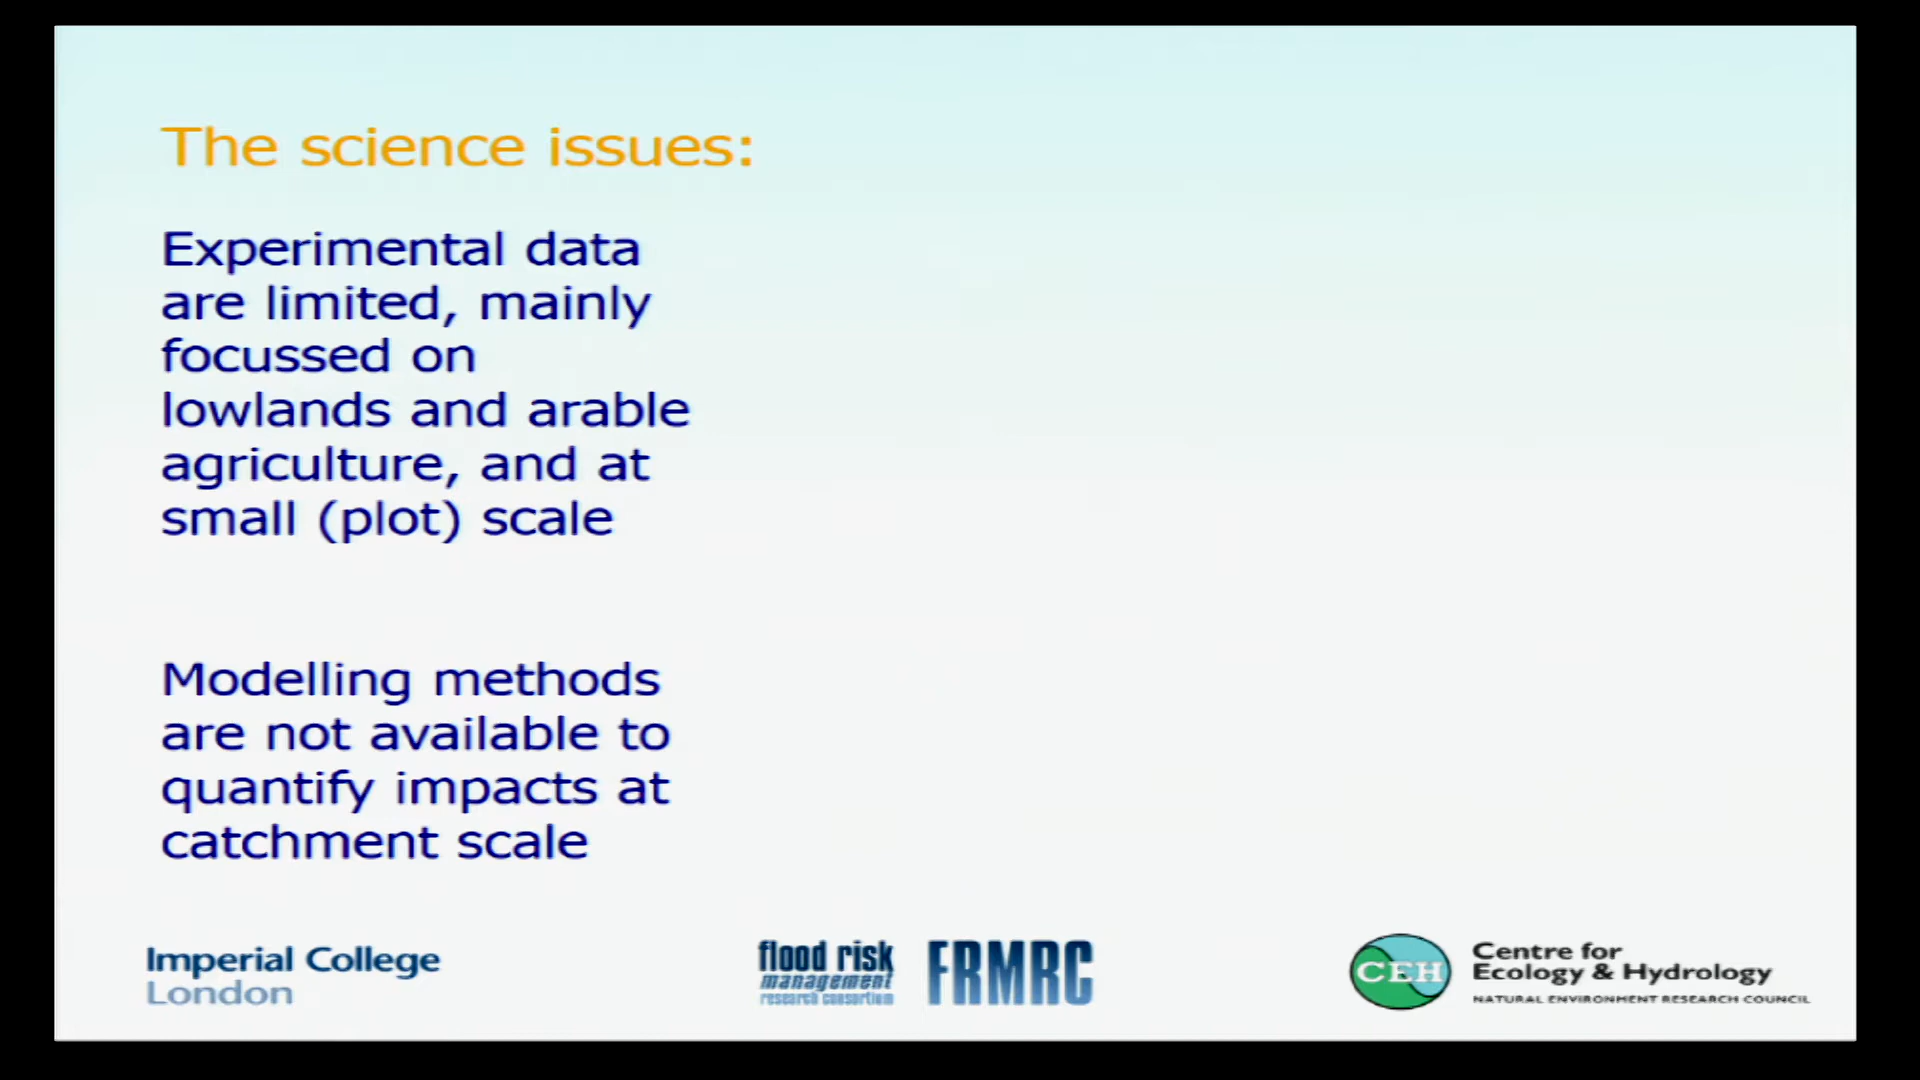 The science issues:
Experimental data
are limited, mainly
focussed on
lowlands and arable
agriculture, and at
small (plot) scale
Modelling methods
are not available to
quantify impacts at
catchment scale
Imperial College
London
flood risk
management
research consortium
FRMRC
CEH
Centre for
Ecology & Hydrology
NATURAL ENVIRONMENT RESEARCH COUNCIL